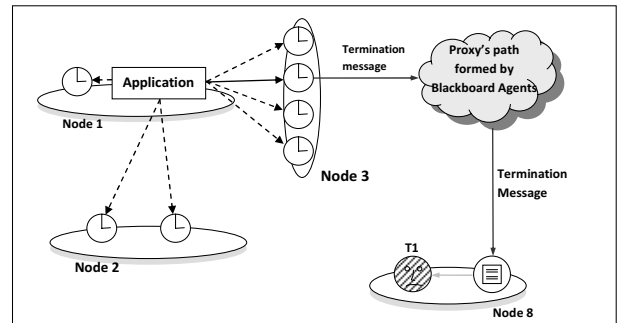 Application
Node 1
Node 2
Node 3
Termination
message
Proxy's path
formed by
Blackboard Agents
Termination
Message
T1
Node 8